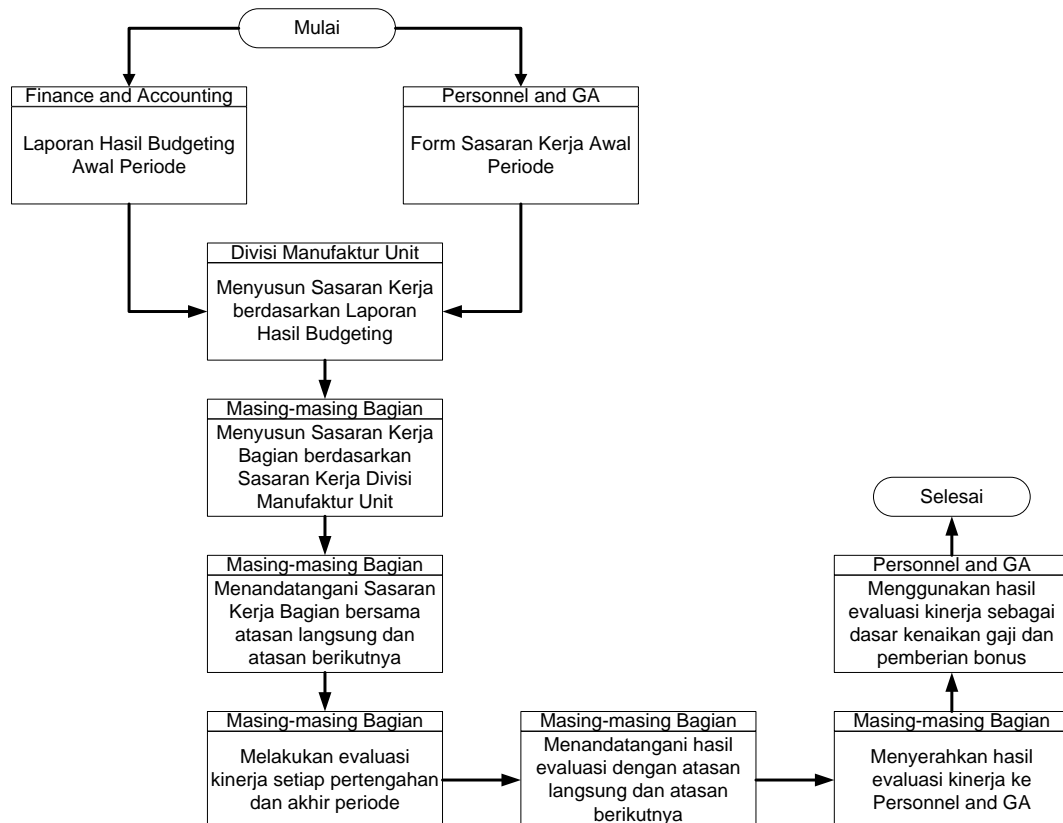 Mulai
Finance and Accounting
Laporan Hasil Budgeting
Awal Periode
Personnel and GA
Form Sasaran Kerja Awal
Periode
Divisi Manufaktur Unit
Menyusun Sasaran Kerja
berdasarkan Laporan
Hasil Budgeting
Masing-masing Bagian
Menyusun Sasaran Kerja
Bagian berdasarkan
Sasaran Kerja Divisi
Manufaktur Unit
Masing-masing Bagian
Menandatangani Sasaran
Kerja Bagian bersama
atasan langsung dan
atasan berikutnya
Masing-masing Bagian
Melakukan evaluasi
kinerja setiap pertengahan
dan akhir periode
Masing-masing Bagian
Menandatangani hasil
evaluasi dengan atasan
langsung dan atasan
berikutnya
Masing-masing Bagian
Menyerahkan hasil
evaluasi kinerja ke
Personnel and GA
Personnel and GA
Menggunakan hasil
evaluasi kinerja sebagai
dasar kenaikan gaji dan
pemberian bonus
Selesai